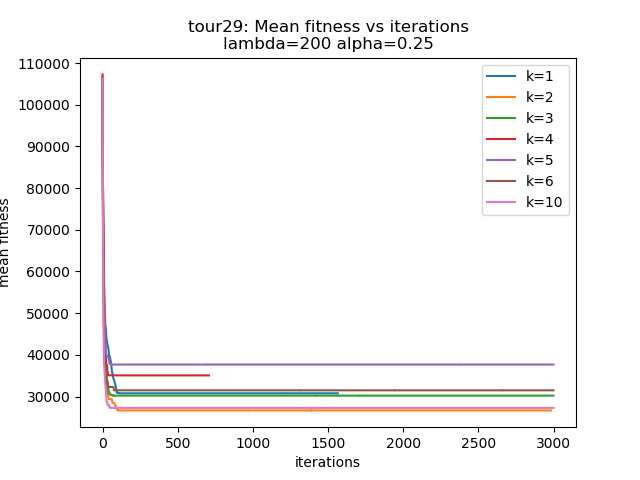 tour29: Mean fitness vs iterations
lambda=200 alpha=0.25
110000
100000
90000
80000
70000
60000
50000
40000
30000
mean fitness
k=1
k=2
k=3
k=4
k=5
k=6
k=10
0
500
1000
1500
2000
2500
3000
iterations